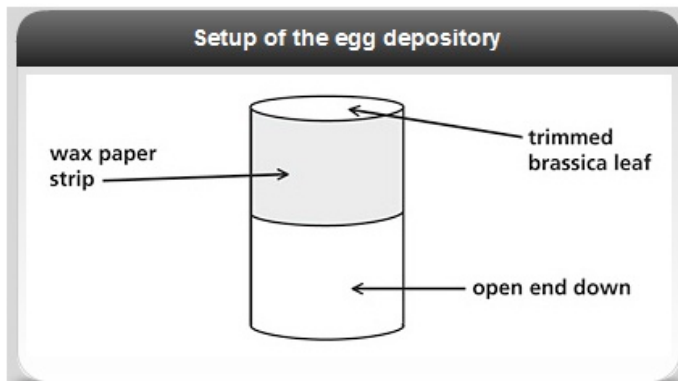 Setup of the egg depository
wax paper
strip
trimmed
brassica leaf
open end down